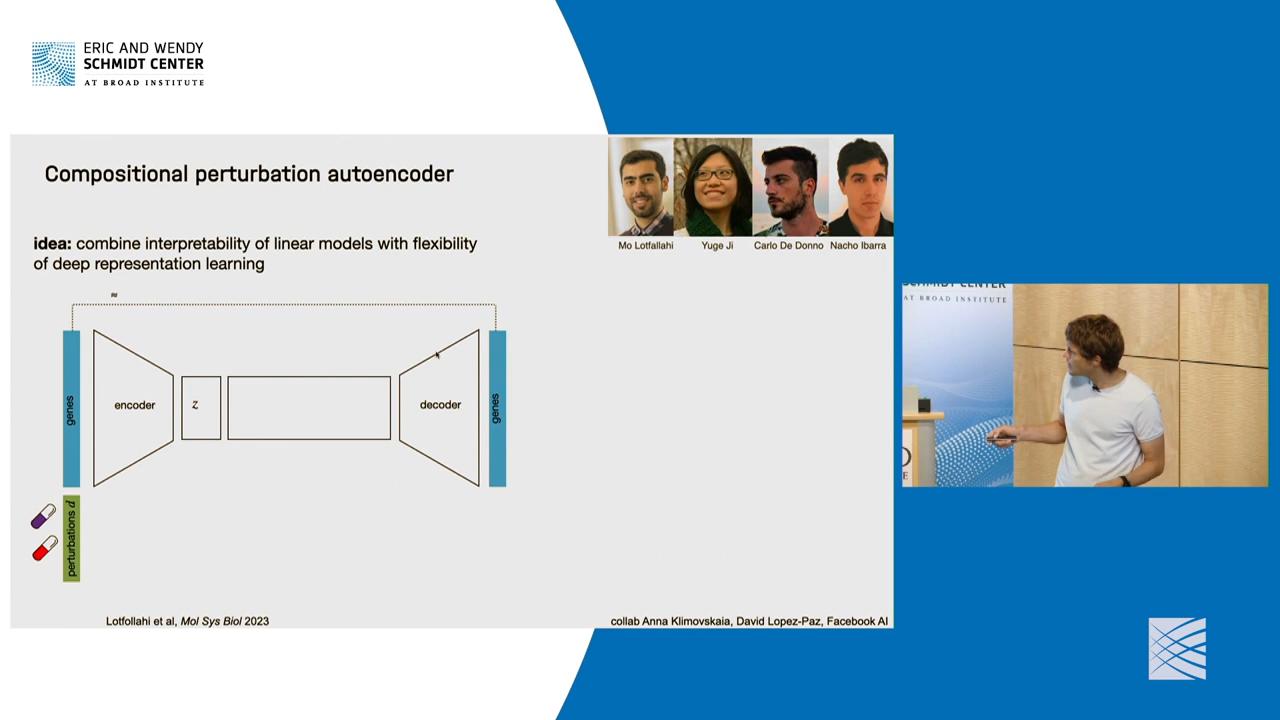 ERIC AND WENDY
SCHMIDT CENTER
AT BROAD INSTITUTE
Compositional perturbation autoencoder
Mo Lotfallahi
Yuge Ji
Carlo De Donno
Nacho Ibarra
idea: combine interpretability of linear models with flexibility
of deep representation learning
≈
genes
encoder
z
decoder
genes
perturbations d
Lotfollahi et al, Mol Sys Biol 2023
collab Anna Klimovskaia, David Lopez-Paz, Facebook AI
SCHMIDT CENTER
AT BROAD INSTITUTE